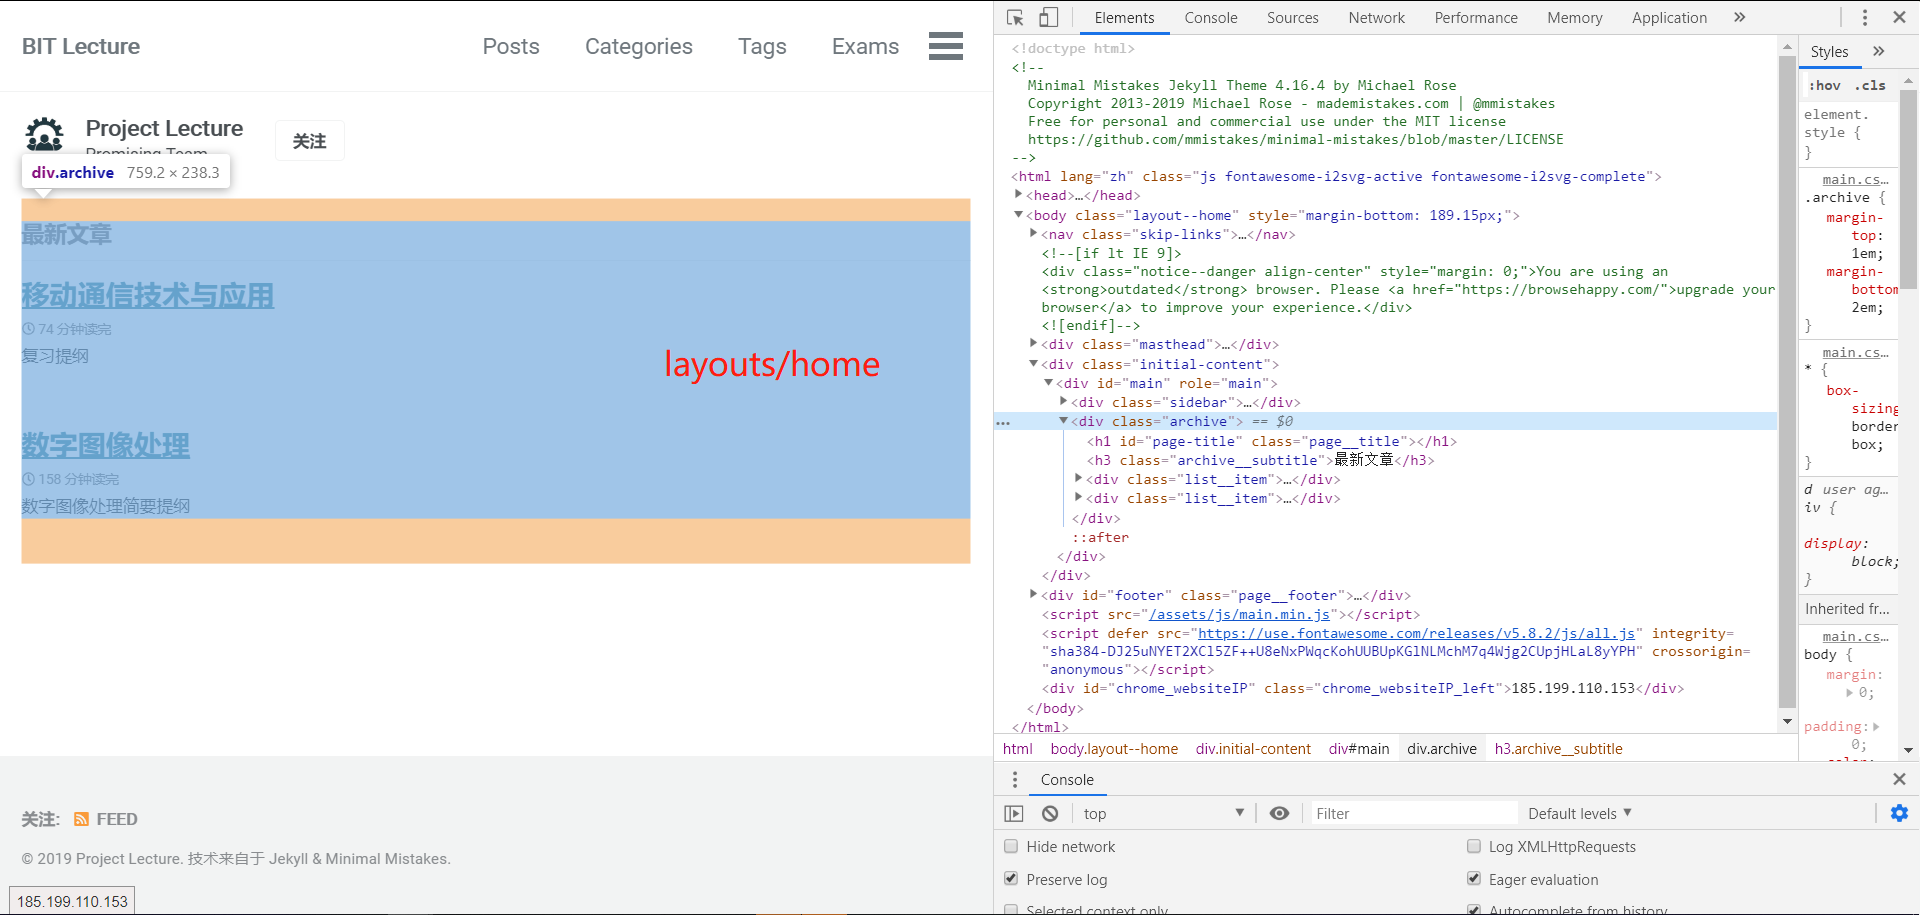 BIT Lecture
Posts
Categories
Tags
Exams
Project Lecture
Promising Team
关注
div.archive 759.2 × 238.3
最新文章
移动通信技术与应用
74 分钟读完
复习提纲
layouts/home
数字图像处理
158 分钟读完
数字图像处理简要提纲
关注: FEED
© 2019 Project Lecture. 技术来自于 Jekyll & Minimal Mistakes.
185.199.110.153
Elements Console Sources Network Performance Memory Application »
<!doctype html>
<!--
Minimal Mistakes Jekyll Theme 4.16.4 by Michael Rose
Copyright 2013-2019 Michael Rose - mademistakes.com | @mmistakes
Free for personal and commercial use under the MIT license
https://github.com/mmistakes/minimal-mistakes/blob/master/LICENSE
-->
<html lang="zh" class="js fontawesome-i2svg-active fontawesome-i2svg-complete">
<head>…</head>
<body class="layout--home" style="margin-bottom: 189.15px;">
<nav class="skip-links">…</nav>
<!--[if lt IE 9]>
<div class="notice--danger align-center" style="margin: 0;">You are using an
<strong>outdated</strong> browser. Please <a href="https://browsehappy.com/">upgrade your
browser</a> to improve your experience.</div>
<![endif]-->
<div class="masthead">…</div>
<div class="initial-content">
<div id="main" role="main">
<div class="sidebar">…</div>
<div class="archive"> == $0
<h1 id="page-title" class="page__title"></h1>
<h3 class="archive__subtitle">最新文章</h3>
<div class="list__item">…</div>
<div class="list__item">…</div>
</div>
::after
</div>
</div>
<div id="footer" class="page__footer">…</div>
<script src="/assets/js/main.min.js"></script>
<script defer src="https://use.fontawesome.com/releases/v5.8.2/js/all.js" integrity=
"sha384-DJ25uNYET2XCl5ZF++U8eNxPWqcKohUUBUpKGlNLMchM7q4Wjg2CUpjHLaL8yYPH" crossorigin=
"anonymous"></script>
<div id="chrome_websiteIP" class="chrome_websiteIP_left">185.199.110.153</div>
</body>
</html>
html body.layout--home div.initial-content div#main div.archive h3.archive__subtitle
Styles »
:hov .cls
element.
style {
}
main.cs…
.archive {
margin-
top:
1em;
margin-
bottom
2em;
}
main.cs…
* {
box-
sizing
border
box;
}
d user ag…
iv {
display:
block;
}
Inherited fr…
main.cs…
body {
margin:
0;
padding:
0;
Console
top
Filter
Default levels
Hide network
Log XMLHttpRequests
Preserve log
Eager evaluation
Selected context only
Autocomplete from history